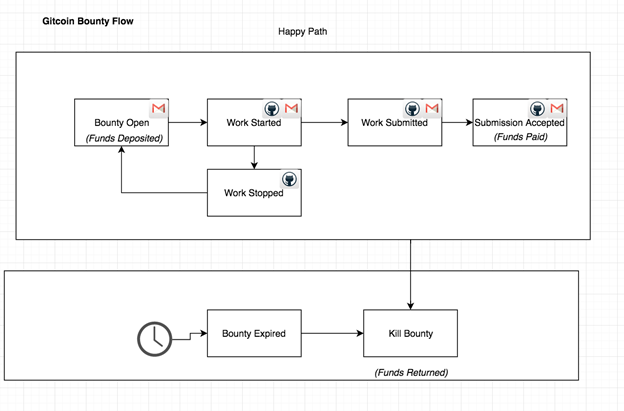 Gitcoin Bounty Flow
Happy Path
Bounty Open
(Funds Deposited)
Work Started
Work Submitted
Submission Accepted
(Funds Paid)
Work Stopped
Bounty Expired
Kill Bounty
(Funds Returned)